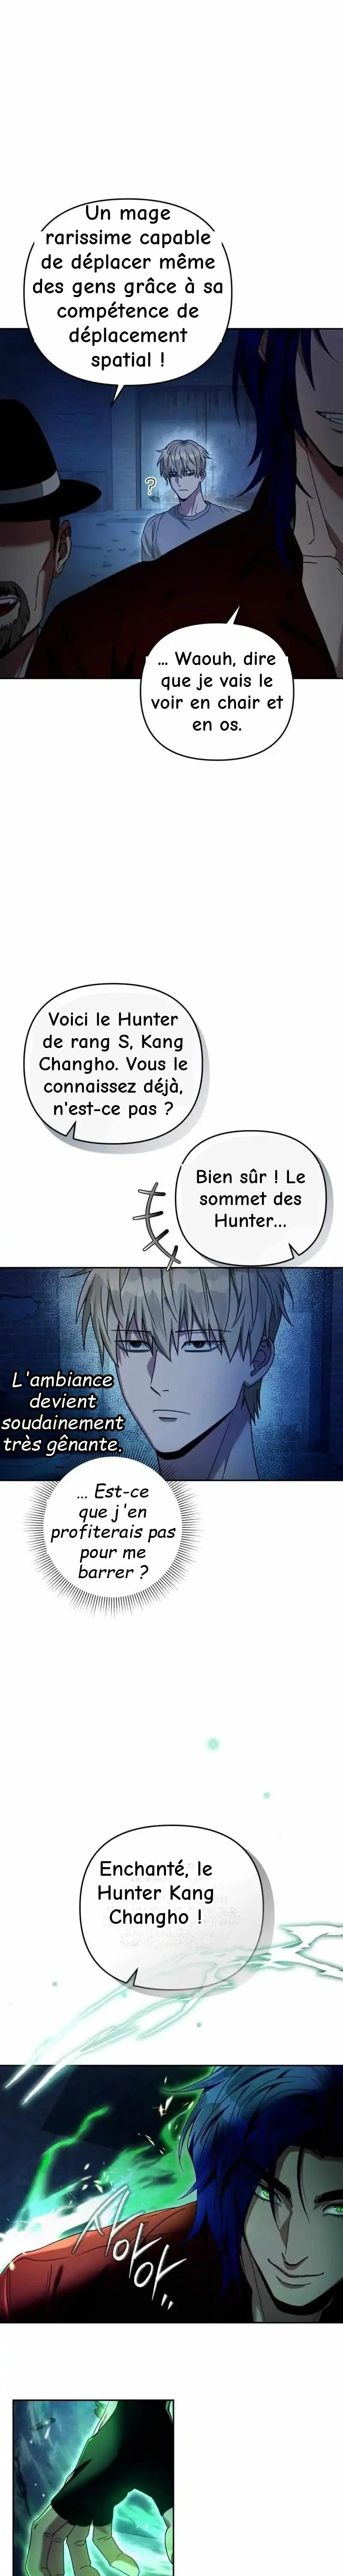 Un mage
rarissime capable
de déplacer même
des gens grâce à sa
compétence de
déplacement
spatial !
?
... Waouh, dire
que je vais le
voir en chair et
en os.
Voici le Hunter
de rang S, Kang
Changho. Vous le
connaissez déjà,
n'est-ce pas ?
Bien sûr ! Le
sommet des
Hunter...
L'ambiance
devient
soudainement
très gênante.
... Est-ce
que j'en
profiterais pas
pour me
barrer ?
Enchanté, le
Hunter Kang
Changho !
사아아..